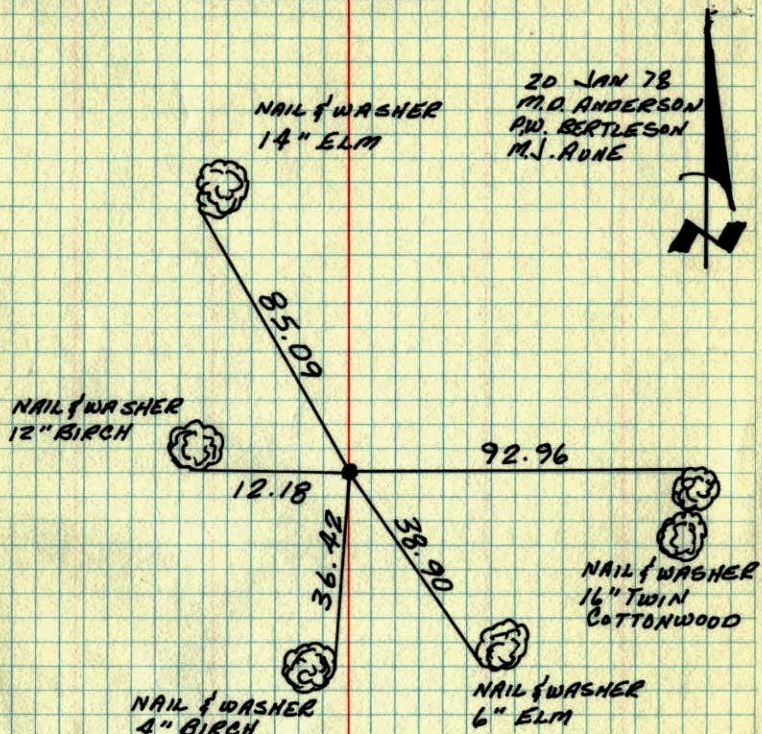 20 JAN 78
M.D. ANDERSON
P.W. BERTLESON
M.J. AUNE
NAIL & WASHER
14" ELM
N
85.09
NAIL & WASHER
12" BIRCH
12.18
92.96
36.42
38.90
NAIL & WASHER
16" TWIN
COTTONWOOD
NAIL & WASHER
4" BIRCH
NAIL & WASHER
6" ELM